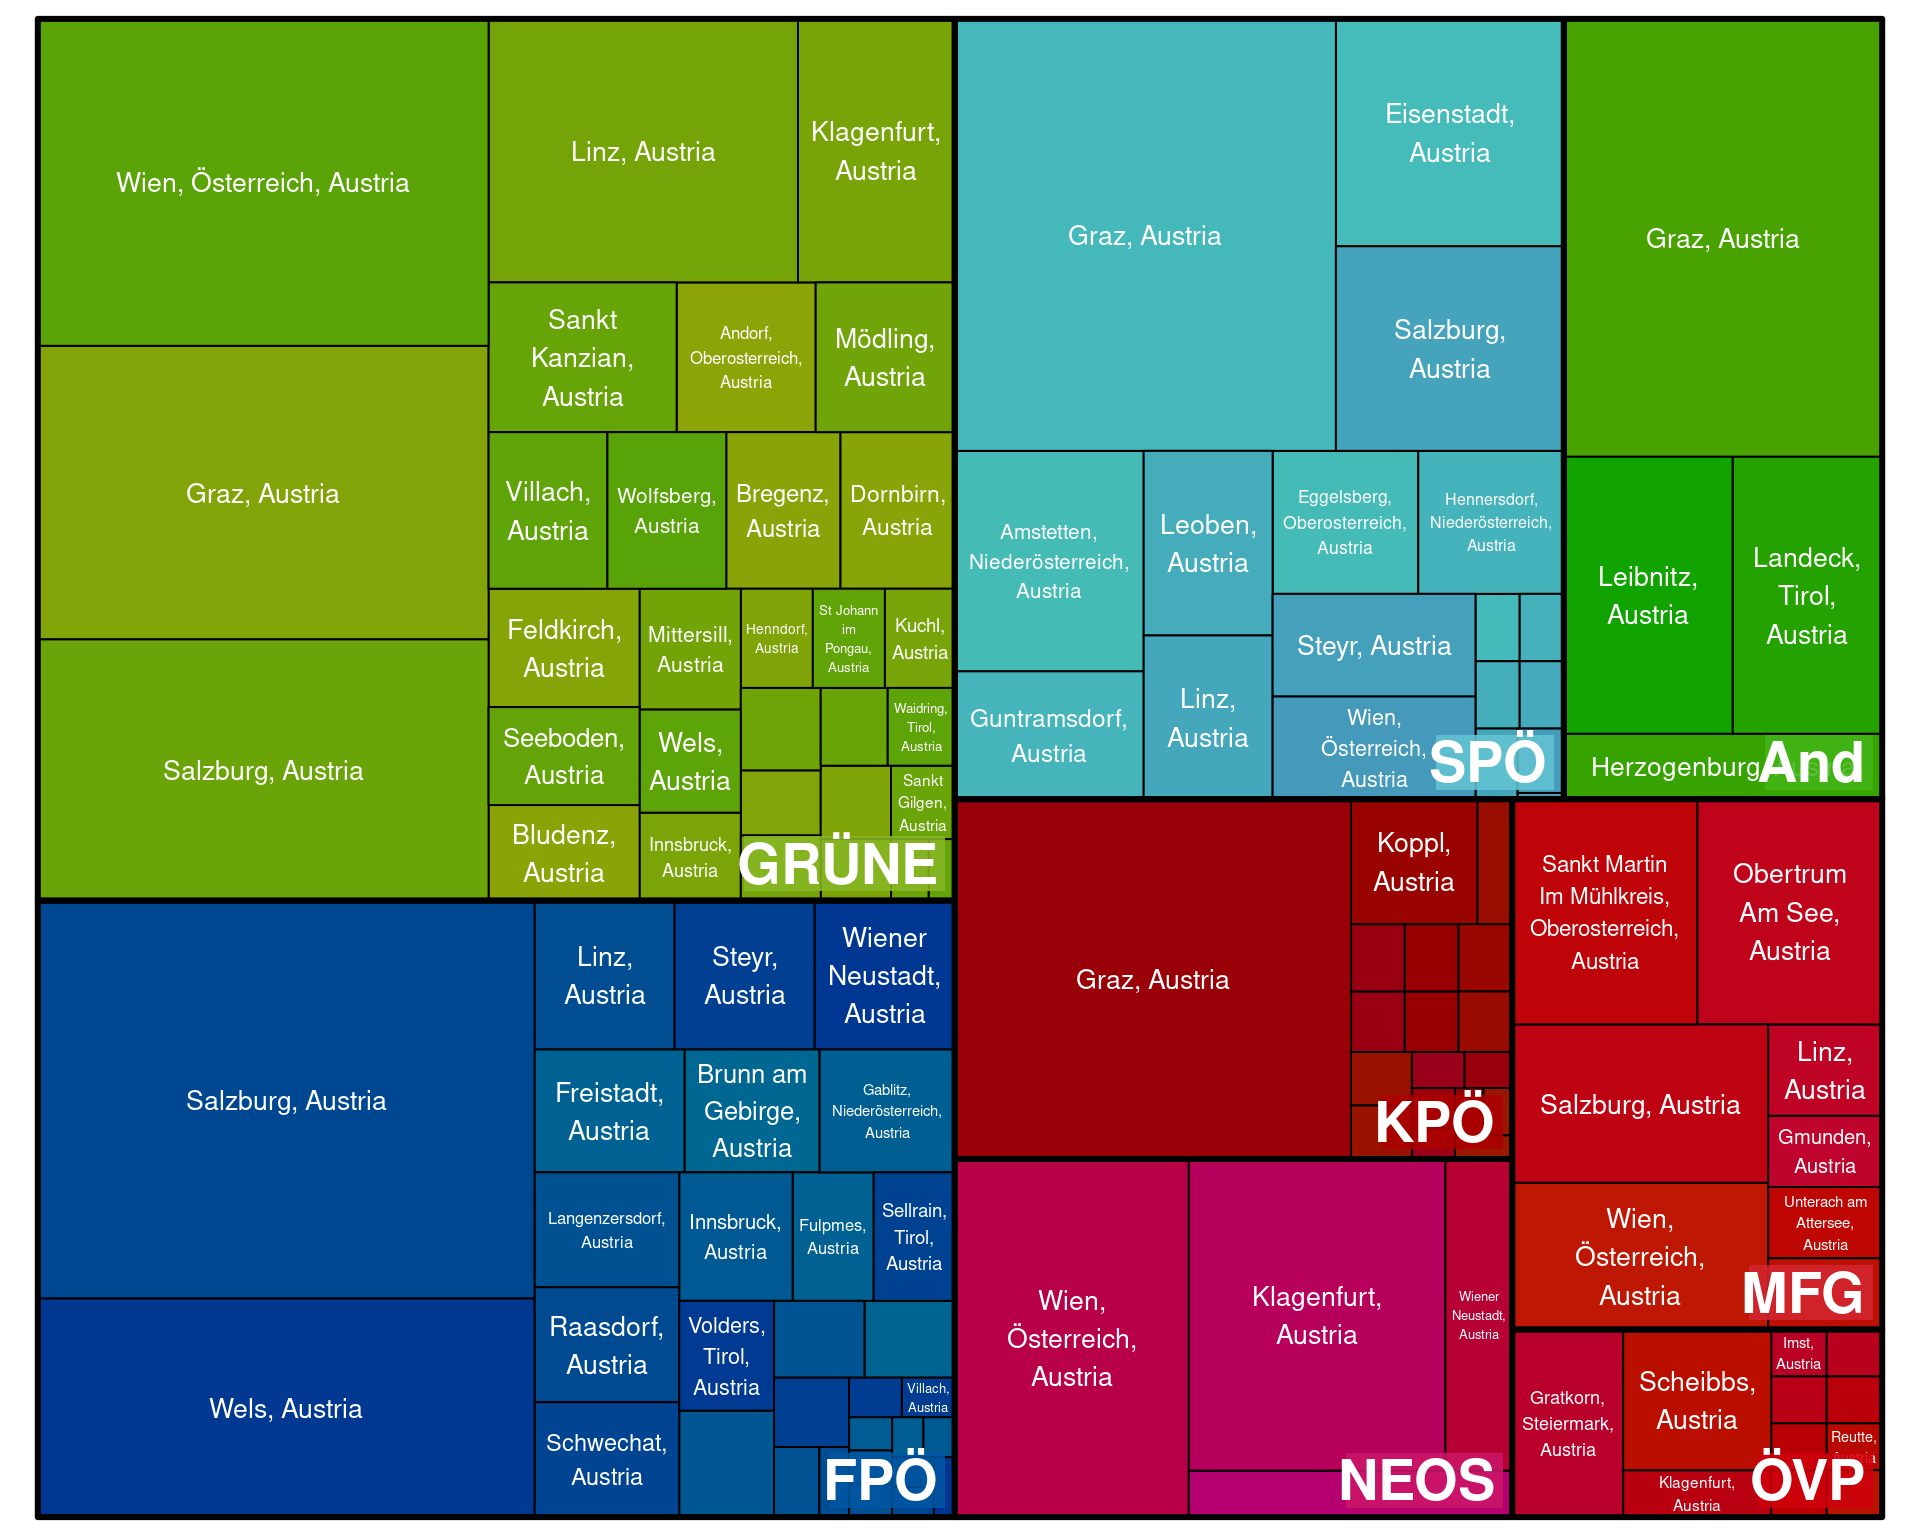 Wien, Österreich, Austria
Graz, Austria
Salzburg, Austria
Linz, Austria
Klagenfurt,
Austria
Sankt
Kanzian,
Austria
Andorf,
Oberosterreich,
Austria
Mödling,
Austria
Villach,
Austria
Wolfsberg,
Austria
Bregenz,
Austria
Dornbirn,
Austria
Feldkirch,
Austria
Mittersill,
Austria
Henndorf,
Austria
St Johann
im
Pongau,
Austria
Kuchl,
Austria
Seeboden,
Austria
Wels,
Austria
Waidring,
Tirol,
Austria
Sankt
Gilgen,
Austria
Bludenz,
Austria
Innsbruck,
Austria
GRÜNE
Graz, Austria
Eisenstadt,
Austria
Salzburg,
Austria
Amstetten,
Niederösterreich,
Austria
Leoben,
Austria
Eggelsberg,
Oberosterreich,
Austria
Hennersdorf,
Niederösterreich,
Austria
Steyr, Austria
Guntramsdorf,
Austria
Linz,
Austria
Wien,
Österreich,
Austria
SPÖ
Graz, Austria
Leibnitz,
Austria
Landeck,
Tirol,
Austria
Herzogenburg
And
Salzburg, Austria
Wels, Austria
Linz,
Austria
Steyr,
Austria
Wiener
Neustadt,
Austria
Freistadt,
Austria
Brunn am
Gebirge,
Austria
Gablitz,
Niederösterreich,
Austria
Langenzersdorf,
Austria
Innsbruck,
Austria
Fulpmes,
Austria
Sellrain,
Tirol,
Austria
Raasdorf,
Austria
Volders,
Tirol,
Austria
Villach,
Austria
Schwechat,
Austria
FPÖ
Graz, Austria
Koppl,
Austria
KPÖ
Sankt Martin
Im Mühlkreis,
Oberosterreich,
Austria
Obertrum
Am See,
Austria
Salzburg, Austria
Linz,
Austria
Gmunden,
Austria
Unterach am
Attersee,
Austria
Wien,
Österreich,
Austria
MFG
Wien,
Österreich,
Austria
Klagenfurt,
Austria
Wiener
Neustadt,
Austria
NEOS
Gratkorn,
Steiermark,
Austria
Scheibbs,
Austria
Imst,
Austria
Reutte,
Klagenfurt,
Austria
ÖVP